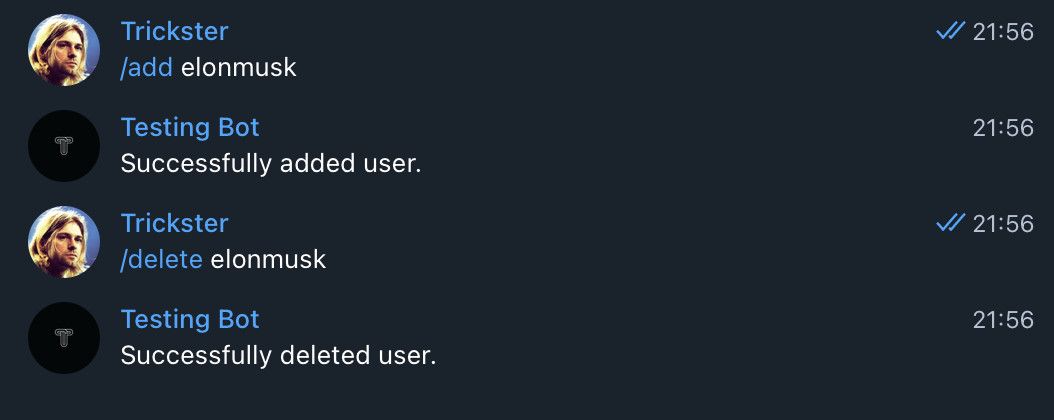 Trickster 21:56
/add elonmusk
Testing Bot 21:56
Successfully added user.
Trickster 21:56
/delete elonmusk
Testing Bot 21:56
Successfully deleted user.